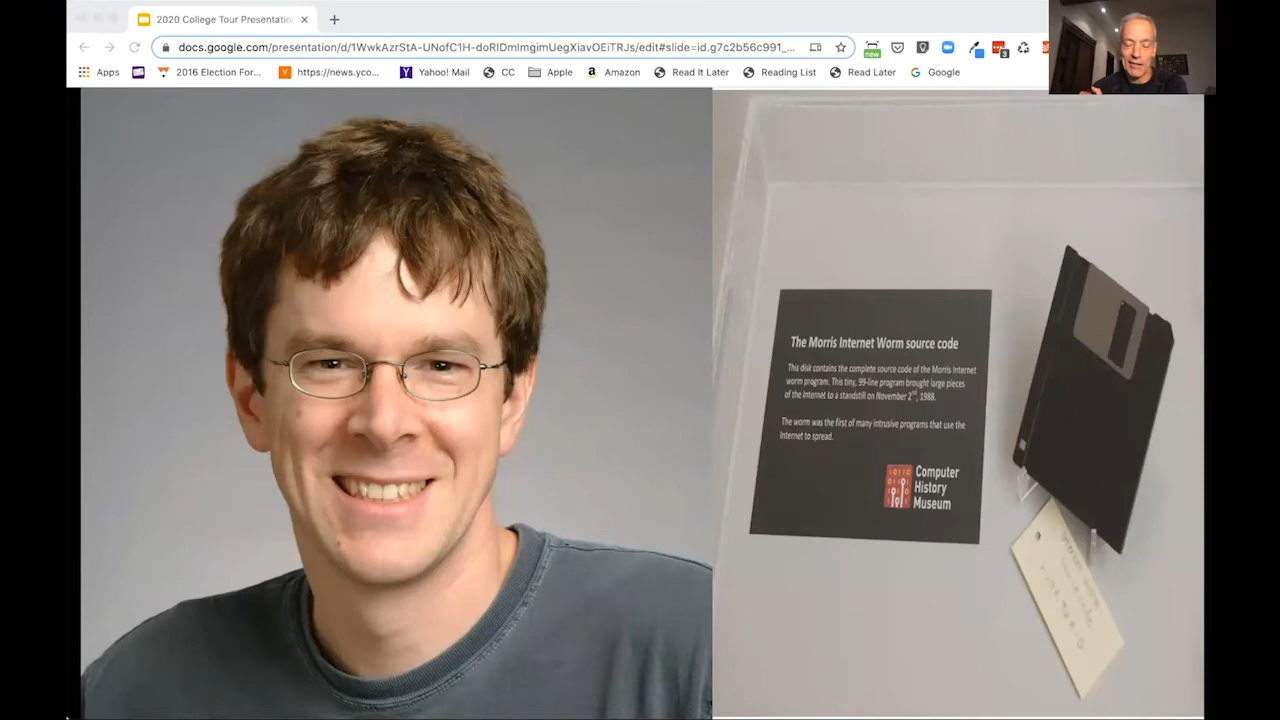 2020 College Tour Presentatio
docs.google.com/presentation/d/1WwkAzrStA-UNofC1H-doRIDmlmgimUegXiavOEiTRJs/edit#slide=id.g7c2b56c991_...
new
3
Apps
2016 Election For...
https://news.yco...
Yahoo! Mail
CC
Apple
Amazon
Read It Later
Reading List
Read Later
Google
The Morris Internet Worm source code
This disk contains the complete source code of the Morris Internet
worm program. This tiny, 99-line program brought large pieces
of the Internet to a standstill on November 2nd, 1988.
The worm was the first of many intrusive programs that use the
Internet to spread.
Computer
History
Museum